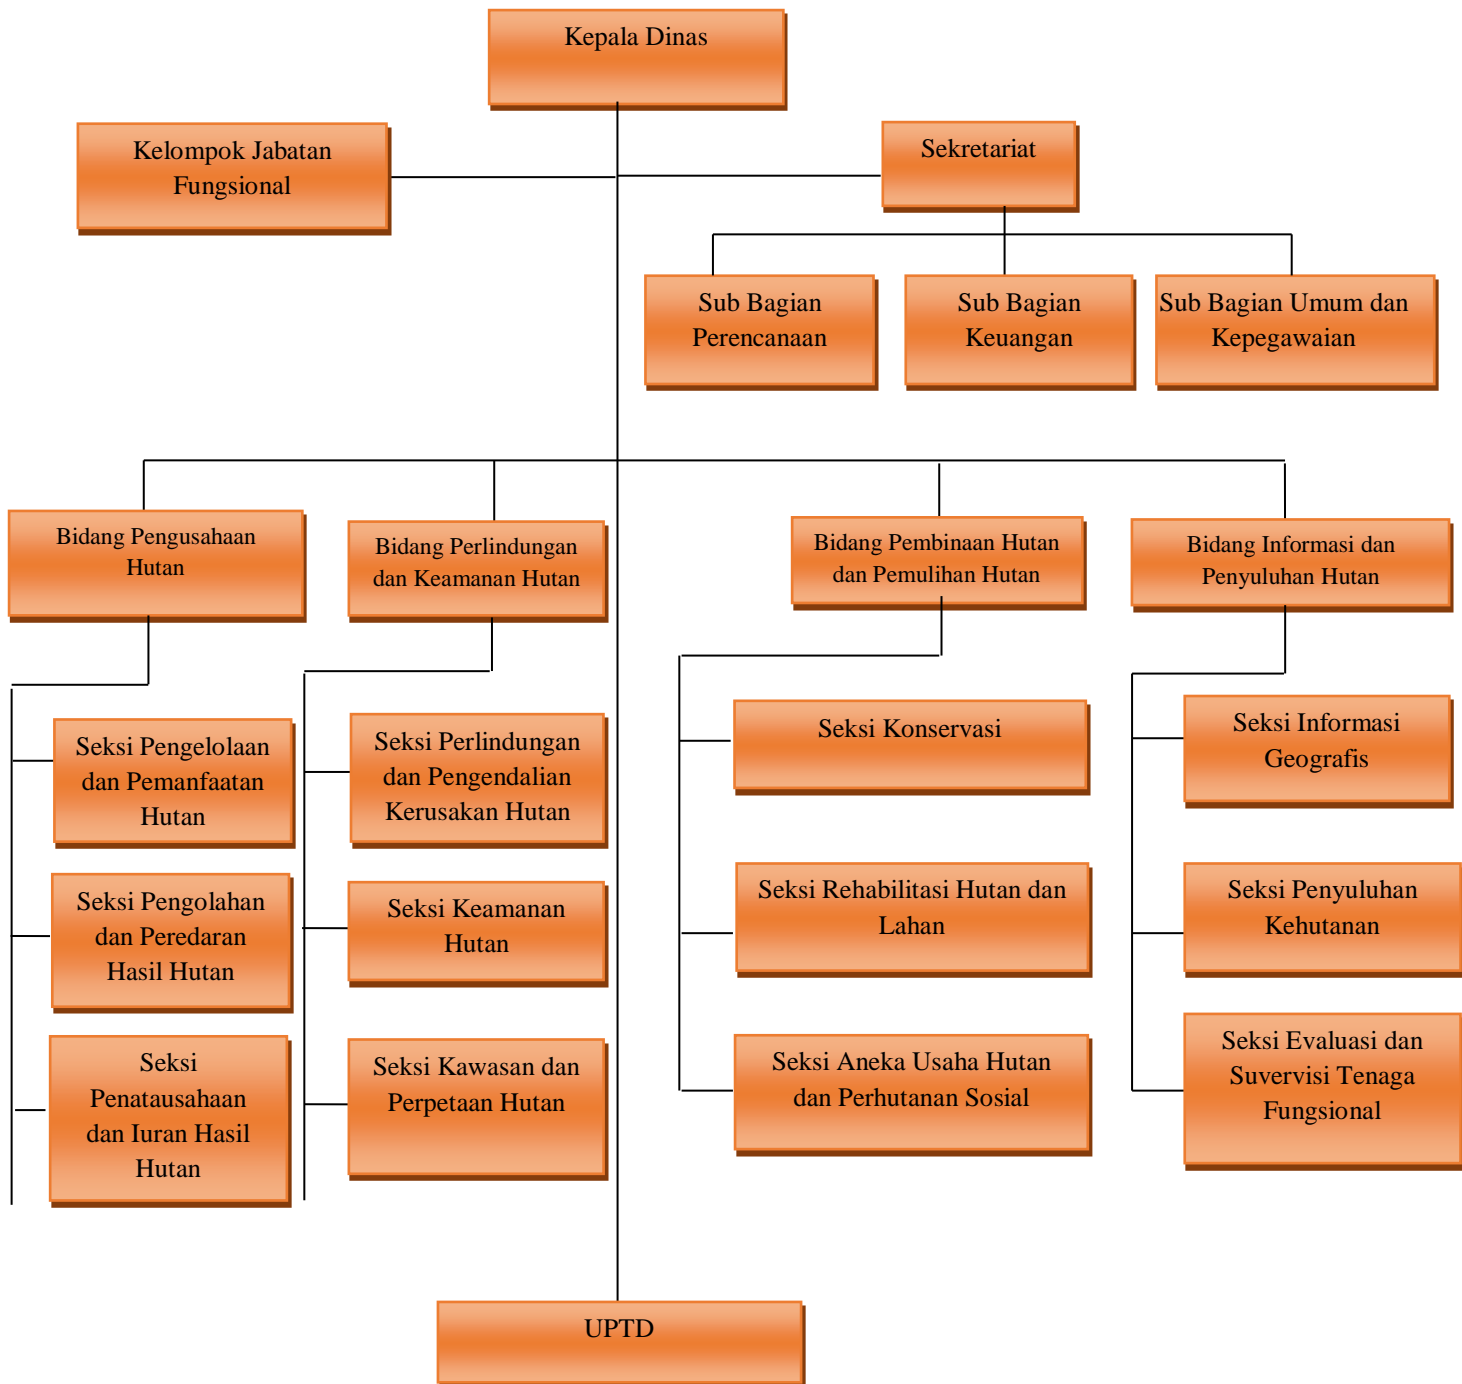 Kepala Dinas
Kelompok Jabatan
Fungsional
Sekretariat
Sub Bagian
Perencanaan
Sub Bagian
Keuangan
Sub Bagian Umum dan
Kepegawaian
Bidang Pengusahaan
Hutan
Bidang Perlindungan
dan Keamanan Hutan
Bidang Pembinaan Hutan
dan Pemulihan Hutan
Bidang Informasi dan
Penyuluhan Hutan
Seksi Pengelolaan
dan Pemanfaatan
Hutan
Seksi Pengolahan
dan Peredaran
Hasil Hutan
Seksi
Penatausahaan
dan Iuran Hasil
Hutan
Seksi Perlindungan
dan Pengendalian
Kerusakan Hutan
Seksi Keamanan
Hutan
Seksi Kawasan dan
Perpetaan Hutan
Seksi Konservasi
Seksi Rehabilitasi Hutan dan
Lahan
Seksi Aneka Usaha Hutan
dan Perhutanan Sosial
Seksi Informasi
Geografis
Seksi Penyuluhan
Kehutanan
Seksi Evaluasi dan
Suvervisi Tenaga
Fungsional
UPTD